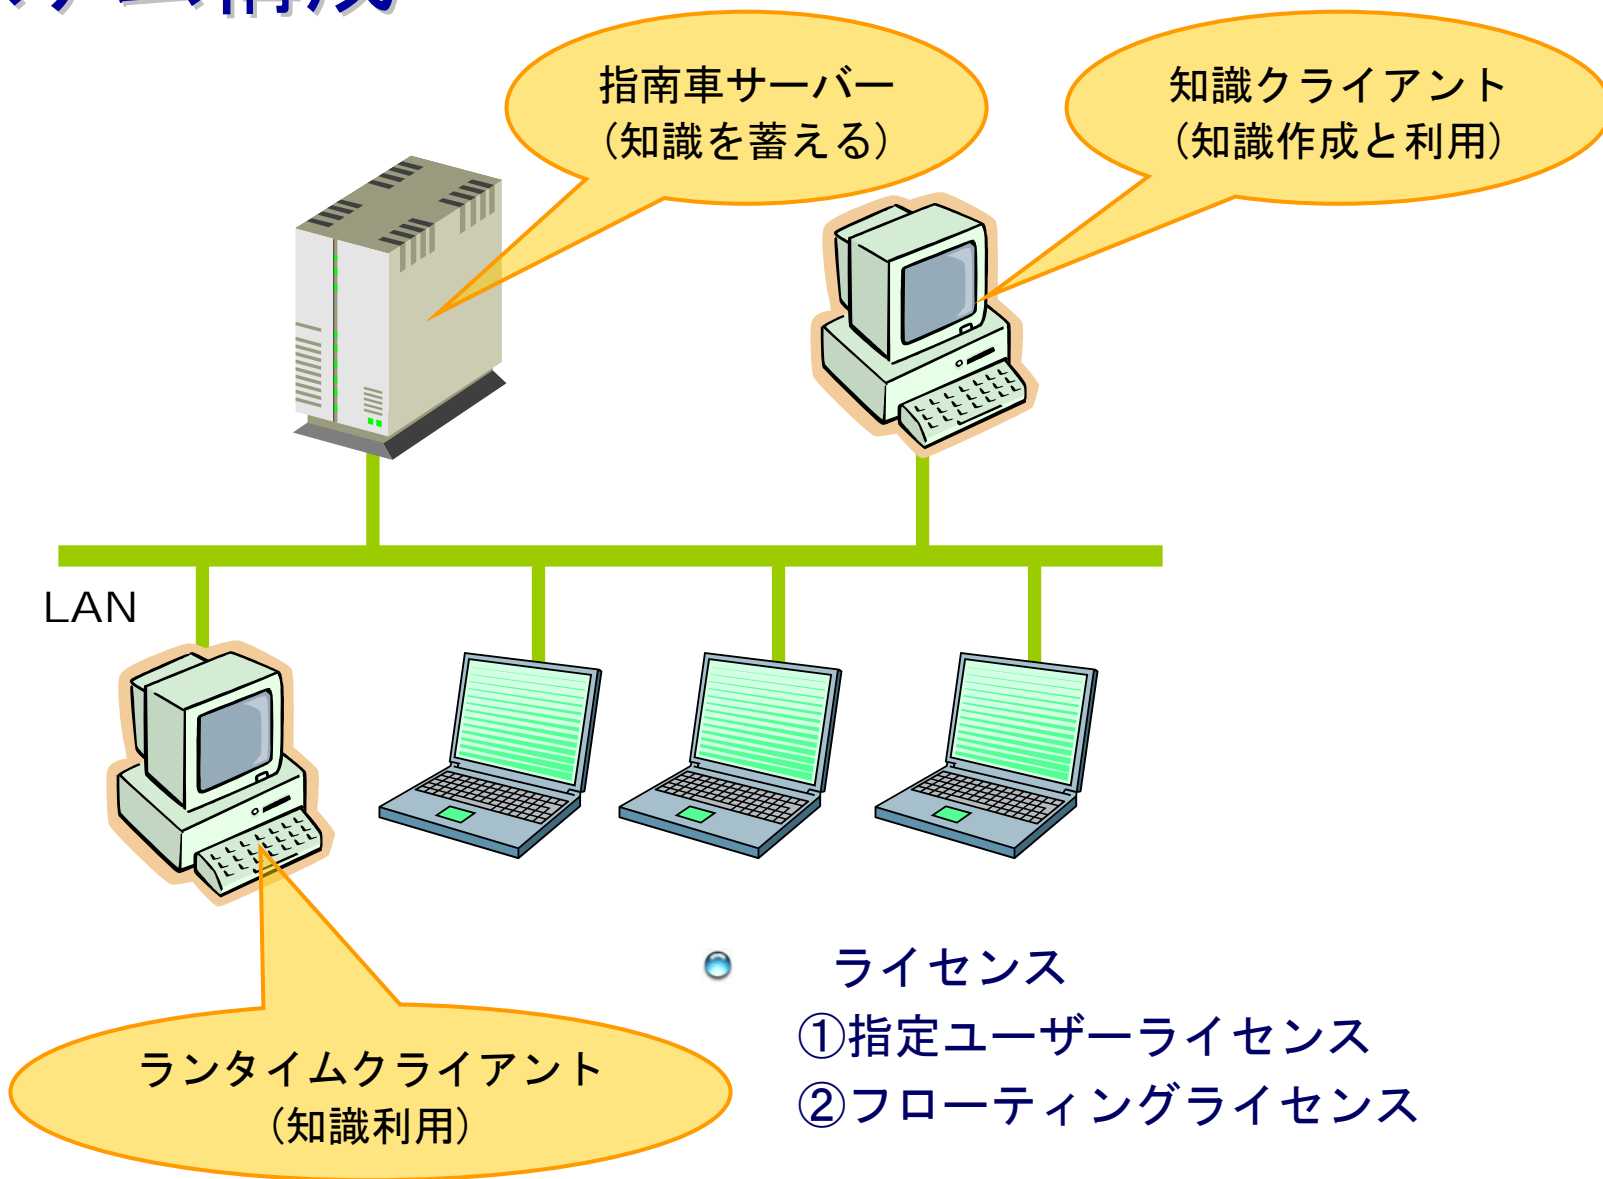 ム構成
指南車サーバー
(知識を蓄える)
知識クライアント
(知識作成と利用)
LAN
ライセンス
①指定ユーザーライセンス
②フローティングライセンス
ランタイムクライアント
(知識利用)